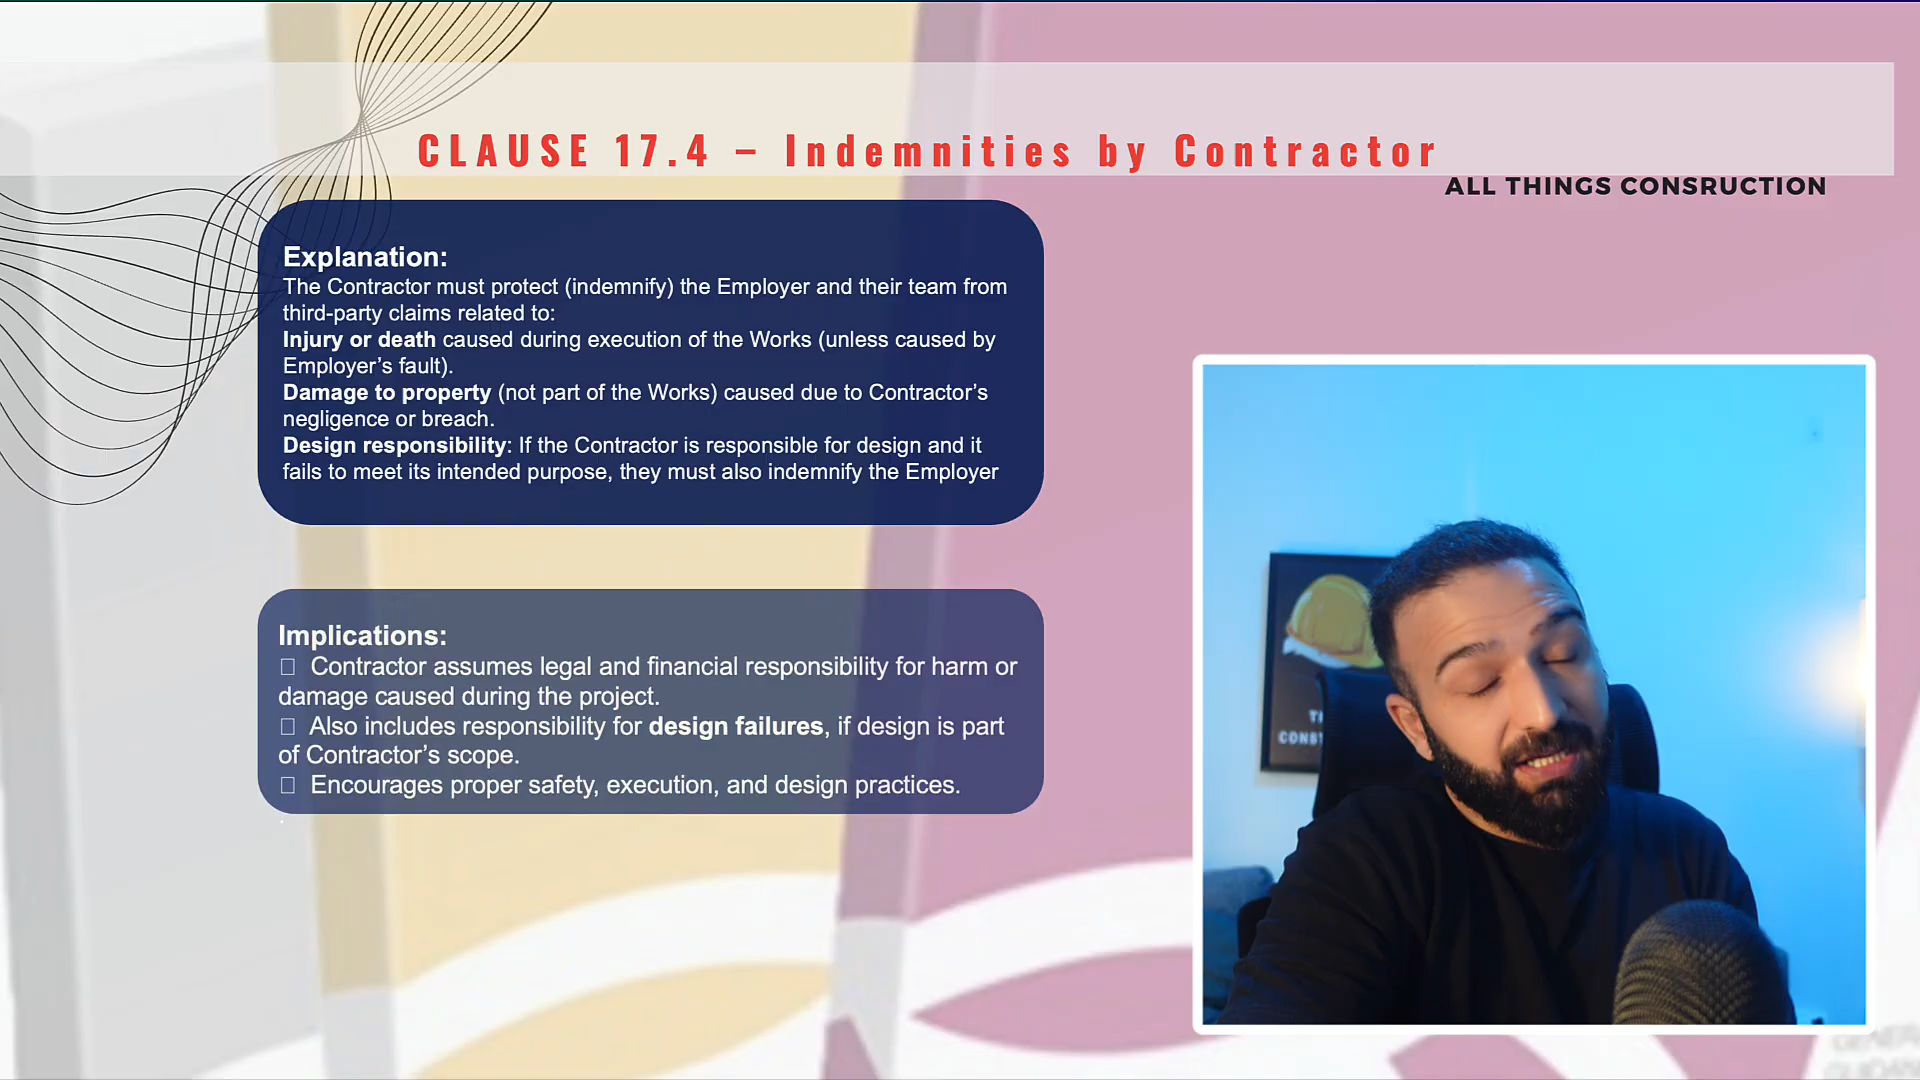 CLAUSE 17.4 – Indemnities by Contractor
ALL THINGS CONSRUCTION
Explanation:
The Contractor must protect (indemnify) the Employer and their team from
third-party claims related to:
Injury or death caused during execution of the Works (unless caused by
Employer’s fault).
Damage to property (not part of the Works) caused due to Contractor’s
negligence or breach.
Design responsibility: If the Contractor is responsible for design and it
fails to meet its intended purpose, they must also indemnify the Employer
Implications:
Contractor assumes legal and financial responsibility for harm or
damage caused during the project.
Also includes responsibility for design failures, if design is part
of Contractor’s scope.
Encourages proper safety, execution, and design practices.